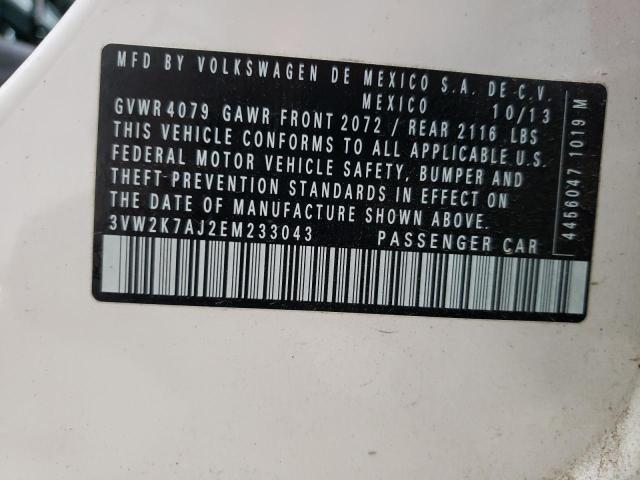 MFD BY VOLKSWAGEN DE MEXICO S.A. DE C.V.
MEXICO 10/13
GVWR 4079 GAWR FRONT 2072 / REAR 2116 LBS
THIS VEHICLE CONFORMS TO ALL APPLICABLE U.S.
FEDERAL MOTOR VEHICLE SAFETY, BUMPER AND
THEFT-PREVENTION STANDARDS IN EFFECT ON
THE DATE OF MANUFACTURE SHOWN ABOVE.
3VW2K7AJ2EM233043 PASSENGER CAR
4456047 1019 M